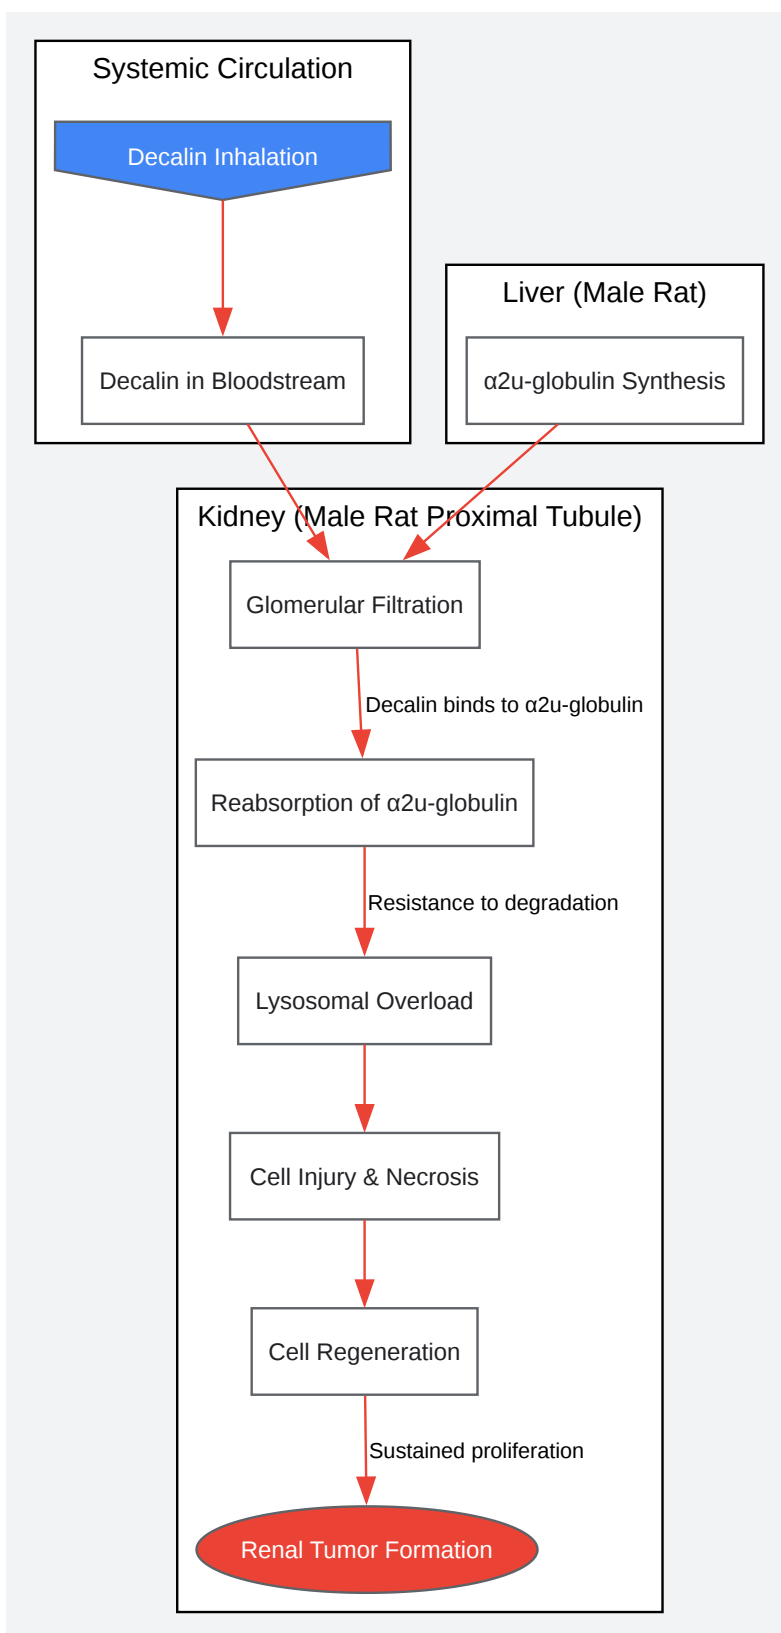 Systemic Circulation
Decalin Inhalation
Decalin in Bloodstream
Liver (Male Rat)
α2u-globulin Synthesis
Kidney (Male Rat Proximal Tubule)
Glomerular Filtration
Decalin binds to α2u-globulin
Reabsorption of α2u-globulin
Resistance to degradation
Lysosomal Overload
Cell Injury & Necrosis
Cell Regeneration
Sustained proliferation
Renal Tumor Formation